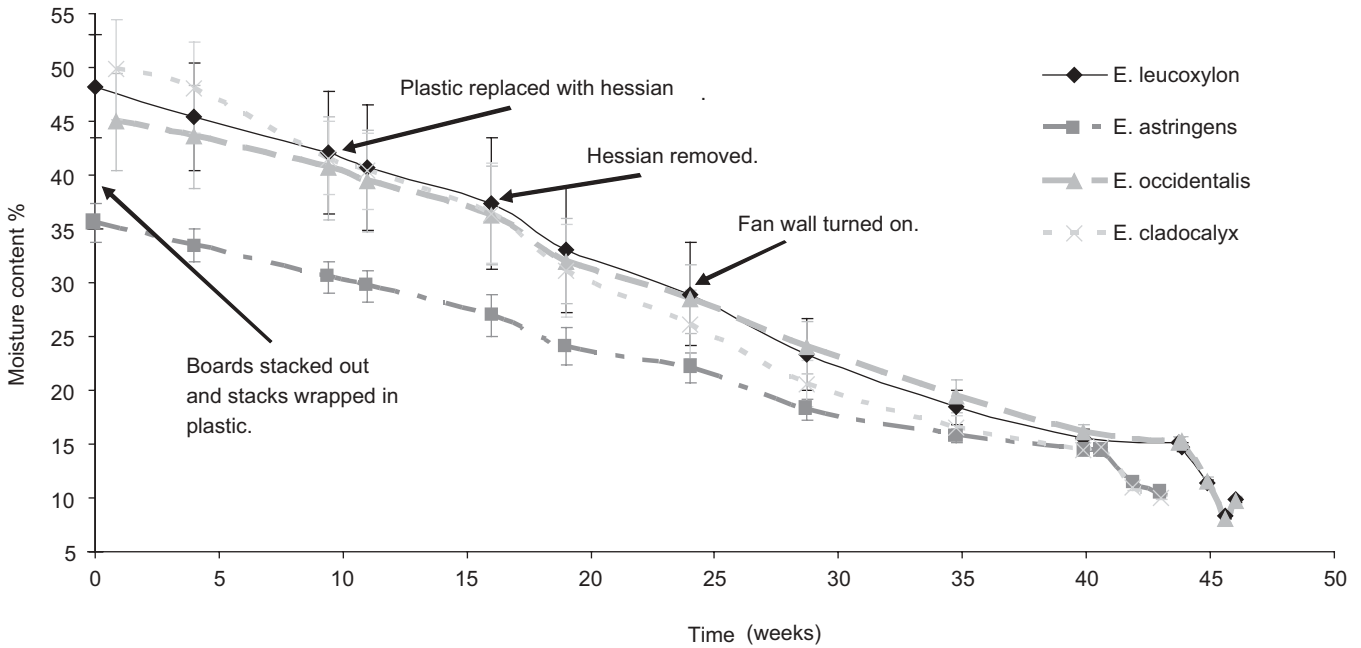 55
50
45
40
35
30
25
20
15
10
5
0 5 10 15 20 25 30 35 40 45 50
Moisture content %
Time (weeks)
Plastic replaced with hessian
Hessian removed.
Fan wall turned on.
Boards stacked out
and stacks wrapped in
plastic.
E. leucoxylon
E. astringens
E. occidentalis
E. cladocalyx